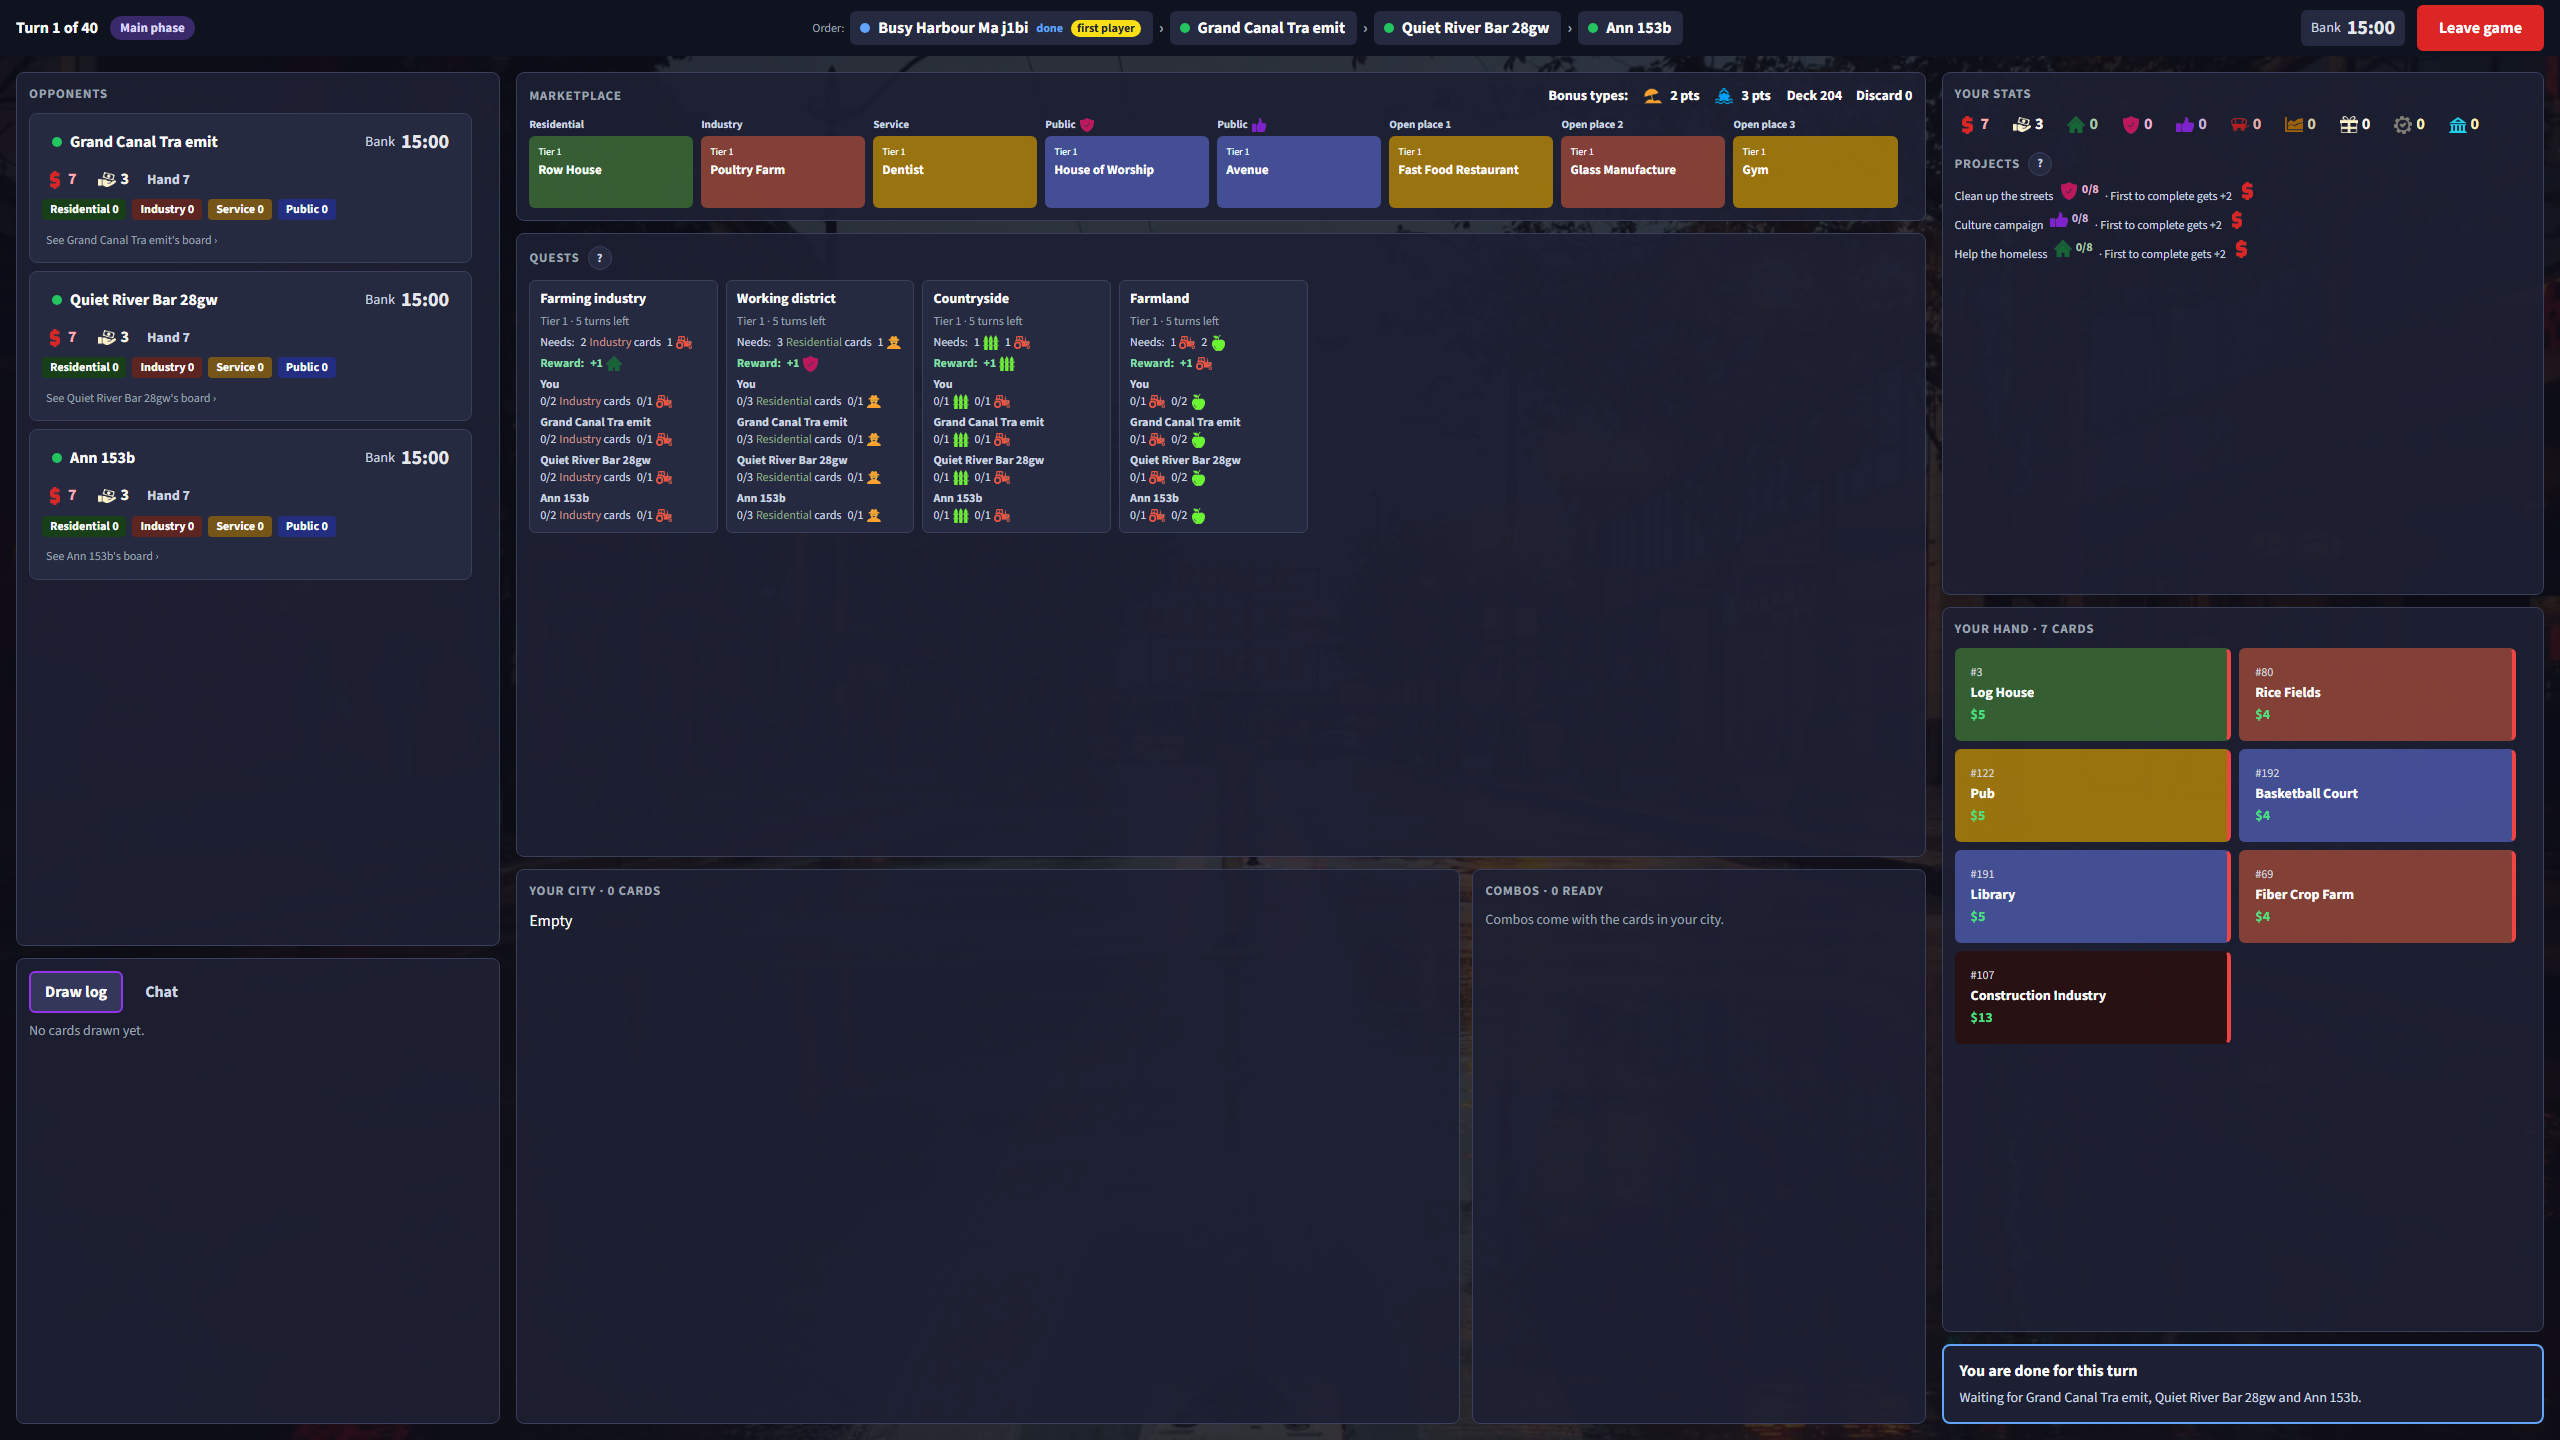 Turn 1 of 40 Main phase
Order: Busy Harbour Ma j1bi done first player › Grand Canal Tra emit › Quiet River Bar 28gw › Ann 153b
Bank 15:00 Leave game
OPPONENTS
Grand Canal Tra emit Bank 15:00
7 3 Hand 7
Residential 0 Industry 0 Service 0 Public 0
See Grand Canal Tra emit's board ›
Quiet River Bar 28gw Bank 15:00
7 3 Hand 7
Residential 0 Industry 0 Service 0 Public 0
See Quiet River Bar 28gw's board ›
Ann 153b Bank 15:00
7 3 Hand 7
Residential 0 Industry 0 Service 0 Public 0
See Ann 153b's board ›
Draw log Chat
No cards drawn yet.
MARKETPLACE Bonus types: 2 pts 3 pts Deck 204 Discard 0
Residential Industry Service Public Public Open place 1 Open place 2 Open place 3
Tier 1 Tier 1 Tier 1 Tier 1 Tier 1 Tier 1 Tier 1 Tier 1
Row House Poultry Farm Dentist House of Worship Avenue Fast Food Restaurant Glass Manufacture Gym
QUESTS ?
Farming industry
Tier 1 · 5 turns left
Needs: 2 Industry cards 1
Reward: +1
You
0/2 Industry cards 0/1
Grand Canal Tra emit
0/2 Industry cards 0/1
Quiet River Bar 28gw
0/2 Industry cards 0/1
Ann 153b
0/2 Industry cards 0/1
Working district
Tier 1 · 5 turns left
Needs: 3 Residential cards 1
Reward: +1
You
0/3 Residential cards 0/1
Grand Canal Tra emit
0/3 Residential cards 0/1
Quiet River Bar 28gw
0/3 Residential cards 0/1
Ann 153b
0/3 Residential cards 0/1
Countryside
Tier 1 · 5 turns left
Needs: 1 1
Reward: +1
You
0/1 0/1
Grand Canal Tra emit
0/1 0/1
Quiet River Bar 28gw
0/1 0/1
Ann 153b
0/1 0/1
Farmland
Tier 1 · 5 turns left
Needs: 1 2
Reward: +1
You
0/1 0/2
Grand Canal Tra emit
0/1 0/2
Quiet River Bar 28gw
0/1 0/2
Ann 153b
0/1 0/2
YOUR CITY · 0 CARDS
Empty
COMBOS · 0 READY
Combos come with the cards in your city.
YOUR STATS
7 3 0 0 0 0 0 0 0 0
PROJECTS ?
Clean up the streets 0/8 · First to complete gets +2
Culture campaign 0/8 · First to complete gets +2
Help the homeless 0/8 · First to complete gets +2
YOUR HAND · 7 CARDS
#3
Log House
$5
#80
Rice Fields
$4
#122
Pub
$5
#192
Basketball Court
$4
#191
Library
$5
#69
Fiber Crop Farm
$4
#107
Construction Industry
$13
You are done for this turn
Waiting for Grand Canal Tra emit, Quiet River Bar 28gw and Ann 153b.